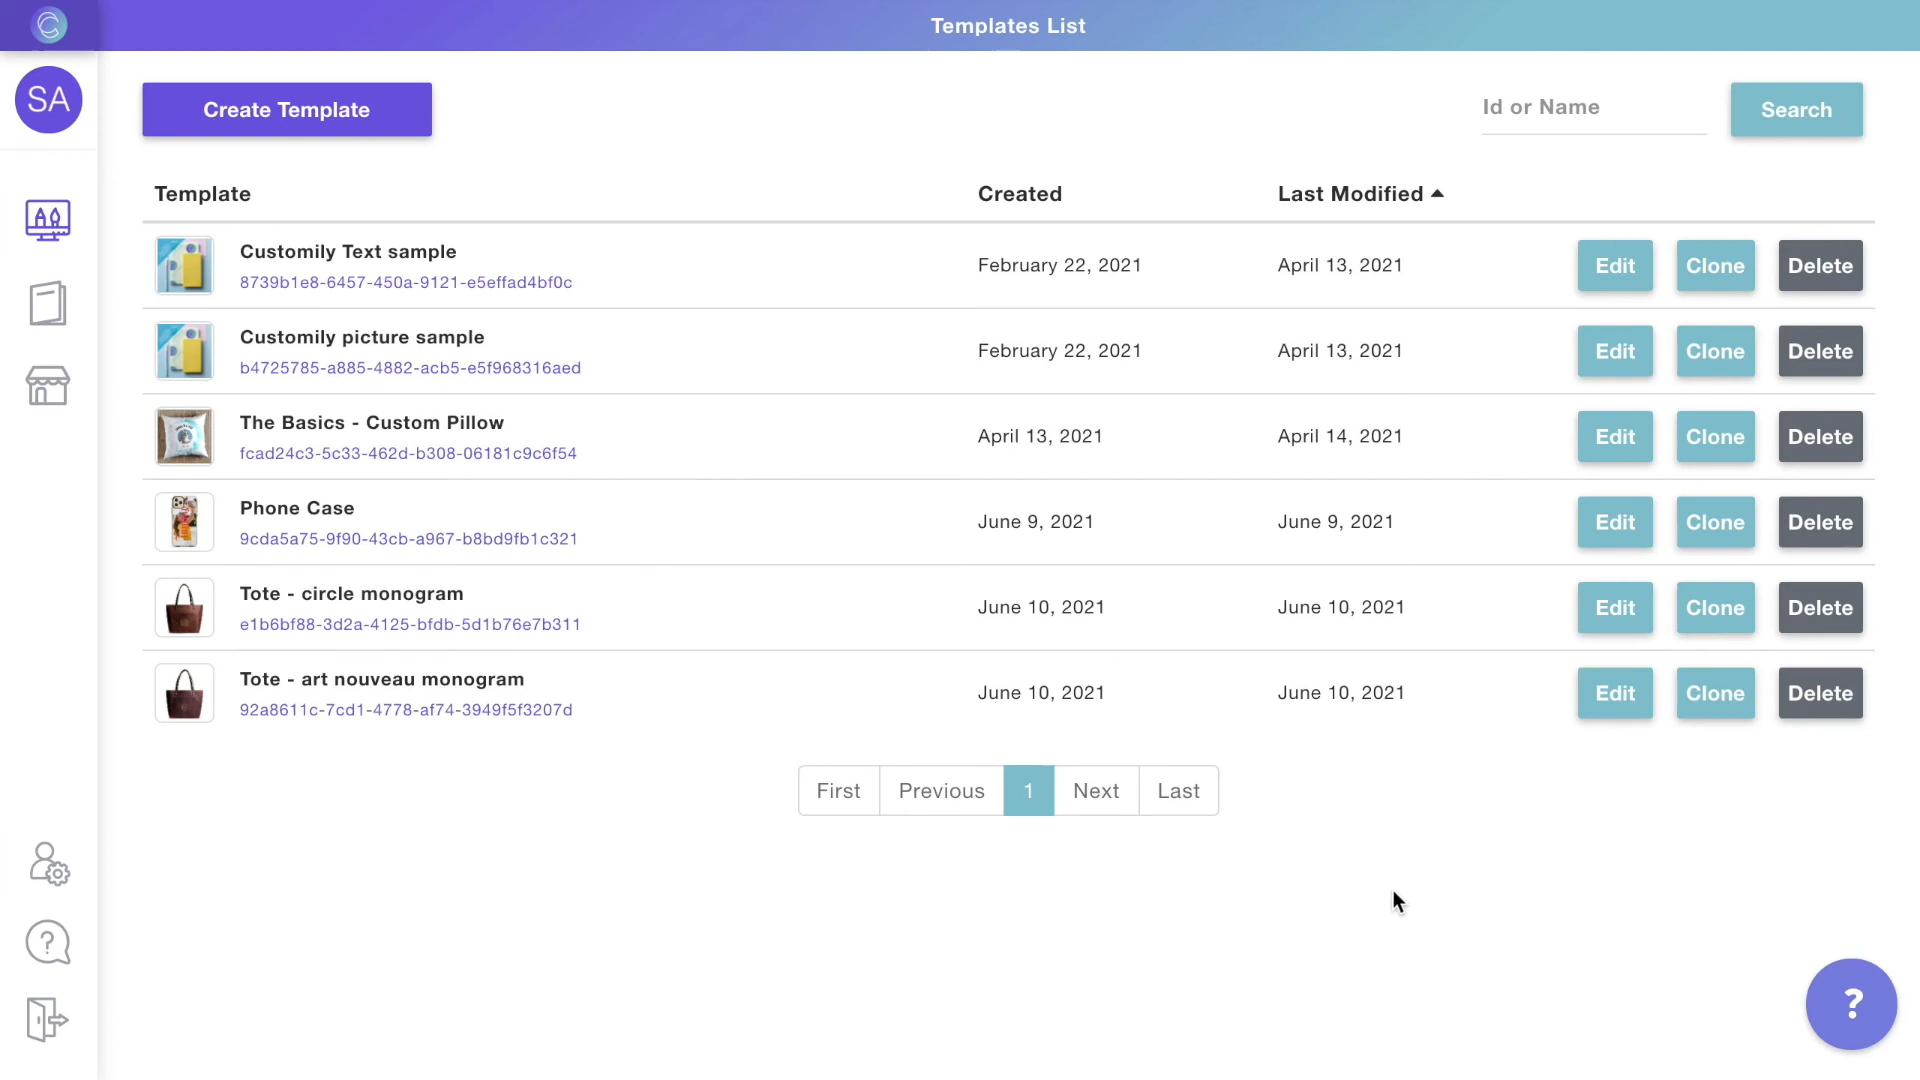 Templates List
SA
Create Template
Id or Name
Search
Template
Created
Last Modified
Customily Text sample
8739b1e8-6457-450a-9121-e5effad4bf0c
February 22, 2021
April 13, 2021
Edit
Clone
Delete
Customily picture sample
b4725785-a885-4882-acb5-e5f968316aed
February 22, 2021
April 13, 2021
Edit
Clone
Delete
The Basics - Custom Pillow
fcad24c3-5c33-462d-b308-06181c9c6f54
April 13, 2021
April 14, 2021
Edit
Clone
Delete
Phone Case
9cda5a75-9f90-43cb-a967-b8bd9fb1c321
June 9, 2021
June 9, 2021
Edit
Clone
Delete
Tote - circle monogram
e1b6bf88-3d2a-4125-bfdb-5d1b76e7b311
June 10, 2021
June 10, 2021
Edit
Clone
Delete
Tote - art nouveau monogram
92a8611c-7cd1-4778-af74-3949f5f3207d
June 10, 2021
June 10, 2021
Edit
Clone
Delete
First
Previous
1
Next
Last
?